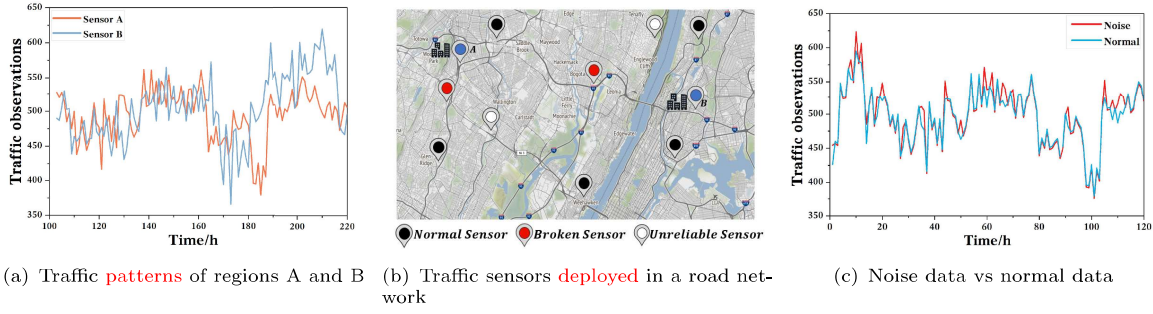 Traffic observations
650
600
550
500
450
400
350
100
120
140
160
180
200
220
Time/h
Sensor A
Sensor B
(a) Traffic patterns of regions A and B
A
B
Normal Sensor
Broken Sensor
Unreliable Sensor
(b) Traffic sensors deployed in a road net-
work
Traffic observations
650
600
550
500
450
400
350
0
20
40
60
80
100
120
Time/h
Noise
Normal
(c) Noise data vs normal data